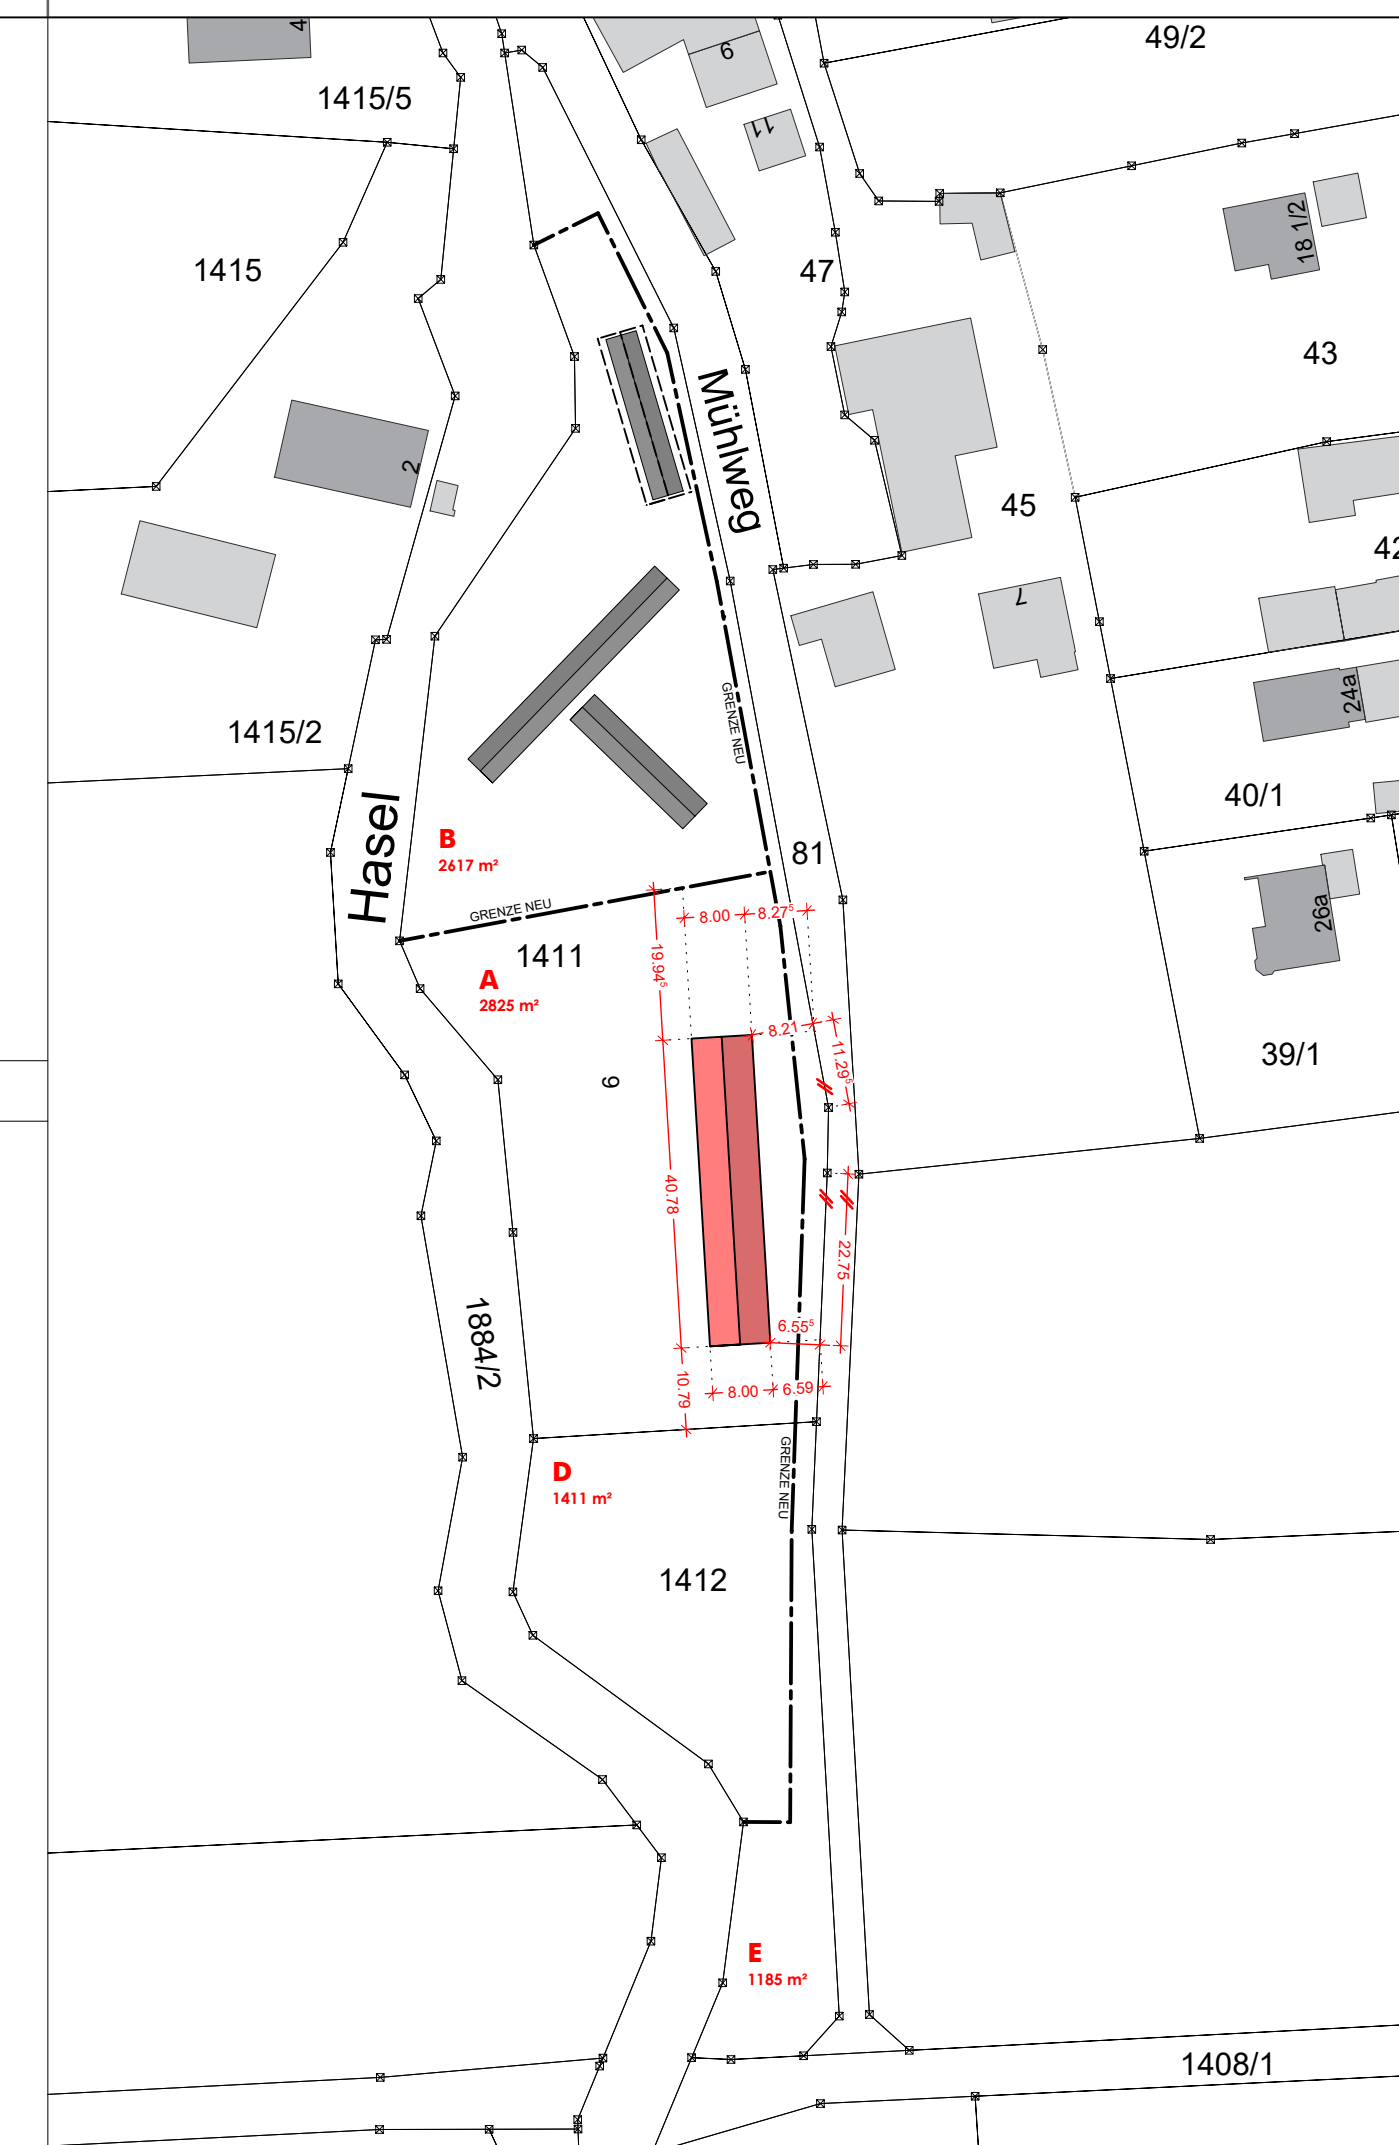 4
49/2
1415/5
9
11
18 1/2
1415
47
43
Mühlweg
2
45
42
7
24a
GRENZE NEU
1415/2
40/1
Hasel
B
2617 m²
81
26a
GRENZE NEU
8.00
8.27⁵
1411
19.94⁵
A
2825 m²
8.21
11.29⁵
39/1
9
40.78
22.75
1884/2
6.55⁵
10.79
8.00
6.59
GRENZE NEU
D
1411 m²
1412
E
1185 m²
1408/1